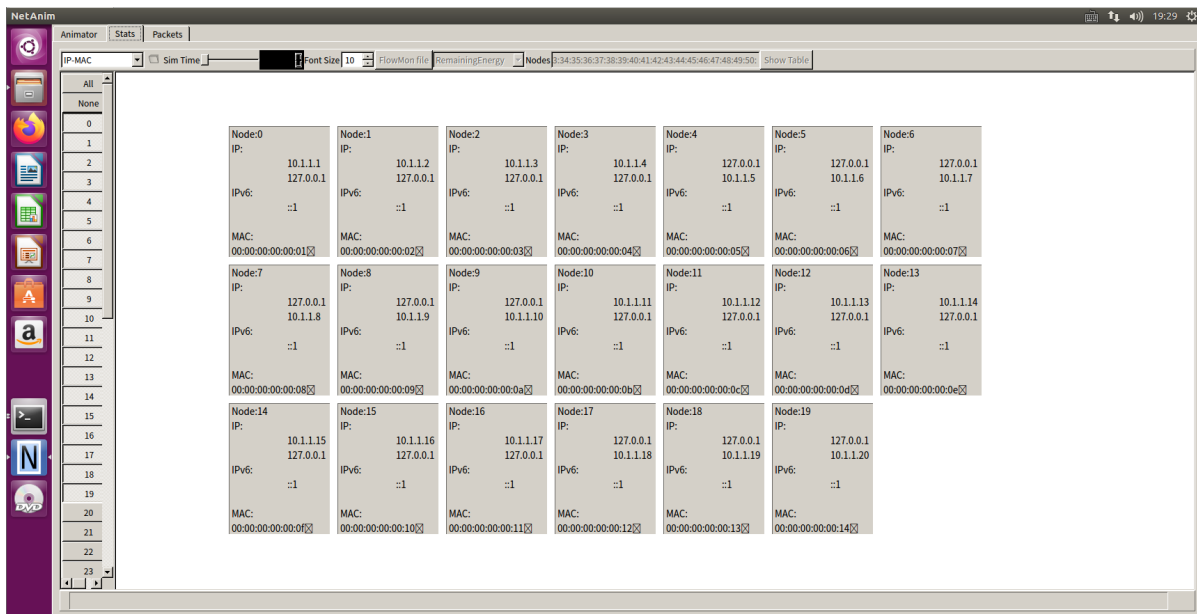 NetAnim
19:29
Animator Stats Packets
IP-MAC Sim Time Font Size 10 FlowMon file RemainingEnergy Nodes 3:34:35:36:37:38:39:40:41:42:43:44:45:46:47:48:49:50: Show Table
All
None
0
1
2
3
4
5
6
7
8
9
10
11
12
13
14
15
16
17
18
19
20
21
22
23
Node:0 Node:1 Node:2 Node:3 Node:4 Node:5 Node:6
IP: IP: IP: IP: IP: IP: IP:
10.1.1.1 10.1.1.2 10.1.1.3 10.1.1.4 127.0.0.1 127.0.0.1 127.0.0.1
127.0.0.1 127.0.0.1 127.0.0.1 127.0.0.1 10.1.1.5 10.1.1.6 10.1.1.7
IPv6: IPv6: IPv6: IPv6: IPv6: IPv6: IPv6:
::1 ::1 ::1 ::1 ::1 ::1 ::1
MAC: MAC: MAC: MAC: MAC: MAC: MAC:
00:00:00:00:00:01 00:00:00:00:00:02 00:00:00:00:00:03 00:00:00:00:00:04 00:00:00:00:00:05 00:00:00:00:00:06 00:00:00:00:00:07
Node:7 Node:8 Node:9 Node:10 Node:11 Node:12 Node:13
IP: IP: IP: IP: IP: IP: IP:
127.0.0.1 127.0.0.1 127.0.0.1 10.1.1.11 10.1.1.12 10.1.1.13 10.1.1.14
10.1.1.8 10.1.1.9 10.1.1.10 127.0.0.1 127.0.0.1 127.0.0.1 127.0.0.1
IPv6: IPv6: IPv6: IPv6: IPv6: IPv6: IPv6:
::1 ::1 ::1 ::1 ::1 ::1 ::1
MAC: MAC: MAC: MAC: MAC: MAC: MAC:
00:00:00:00:00:08 00:00:00:00:00:09 00:00:00:00:00:0a 00:00:00:00:00:0b 00:00:00:00:00:0c 00:00:00:00:00:0d 00:00:00:00:00:0e
Node:14 Node:15 Node:16 Node:17 Node:18 Node:19
IP: IP: IP: IP: IP: IP:
10.1.1.15 10.1.1.16 10.1.1.17 127.0.0.1 127.0.0.1 127.0.0.1
127.0.0.1 127.0.0.1 127.0.0.1 10.1.1.18 10.1.1.19 10.1.1.20
IPv6: IPv6: IPv6: IPv6: IPv6: IPv6:
::1 ::1 ::1 ::1 ::1 ::1
MAC: MAC: MAC: MAC: MAC: MAC:
00:00:00:00:00:0f 00:00:00:00:00:10 00:00:00:00:00:11 00:00:00:00:00:12 00:00:00:00:00:13 00:00:00:00:00:14